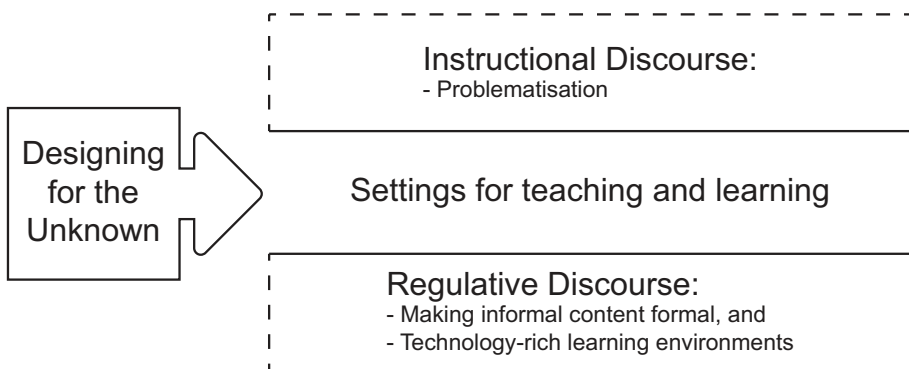 Designing
for the
Unknown
Instructional Discourse:
- Problematisation
Settings for teaching and learning
Regulative Discourse:
- Making informal content formal, and
- Technology-rich learning environments